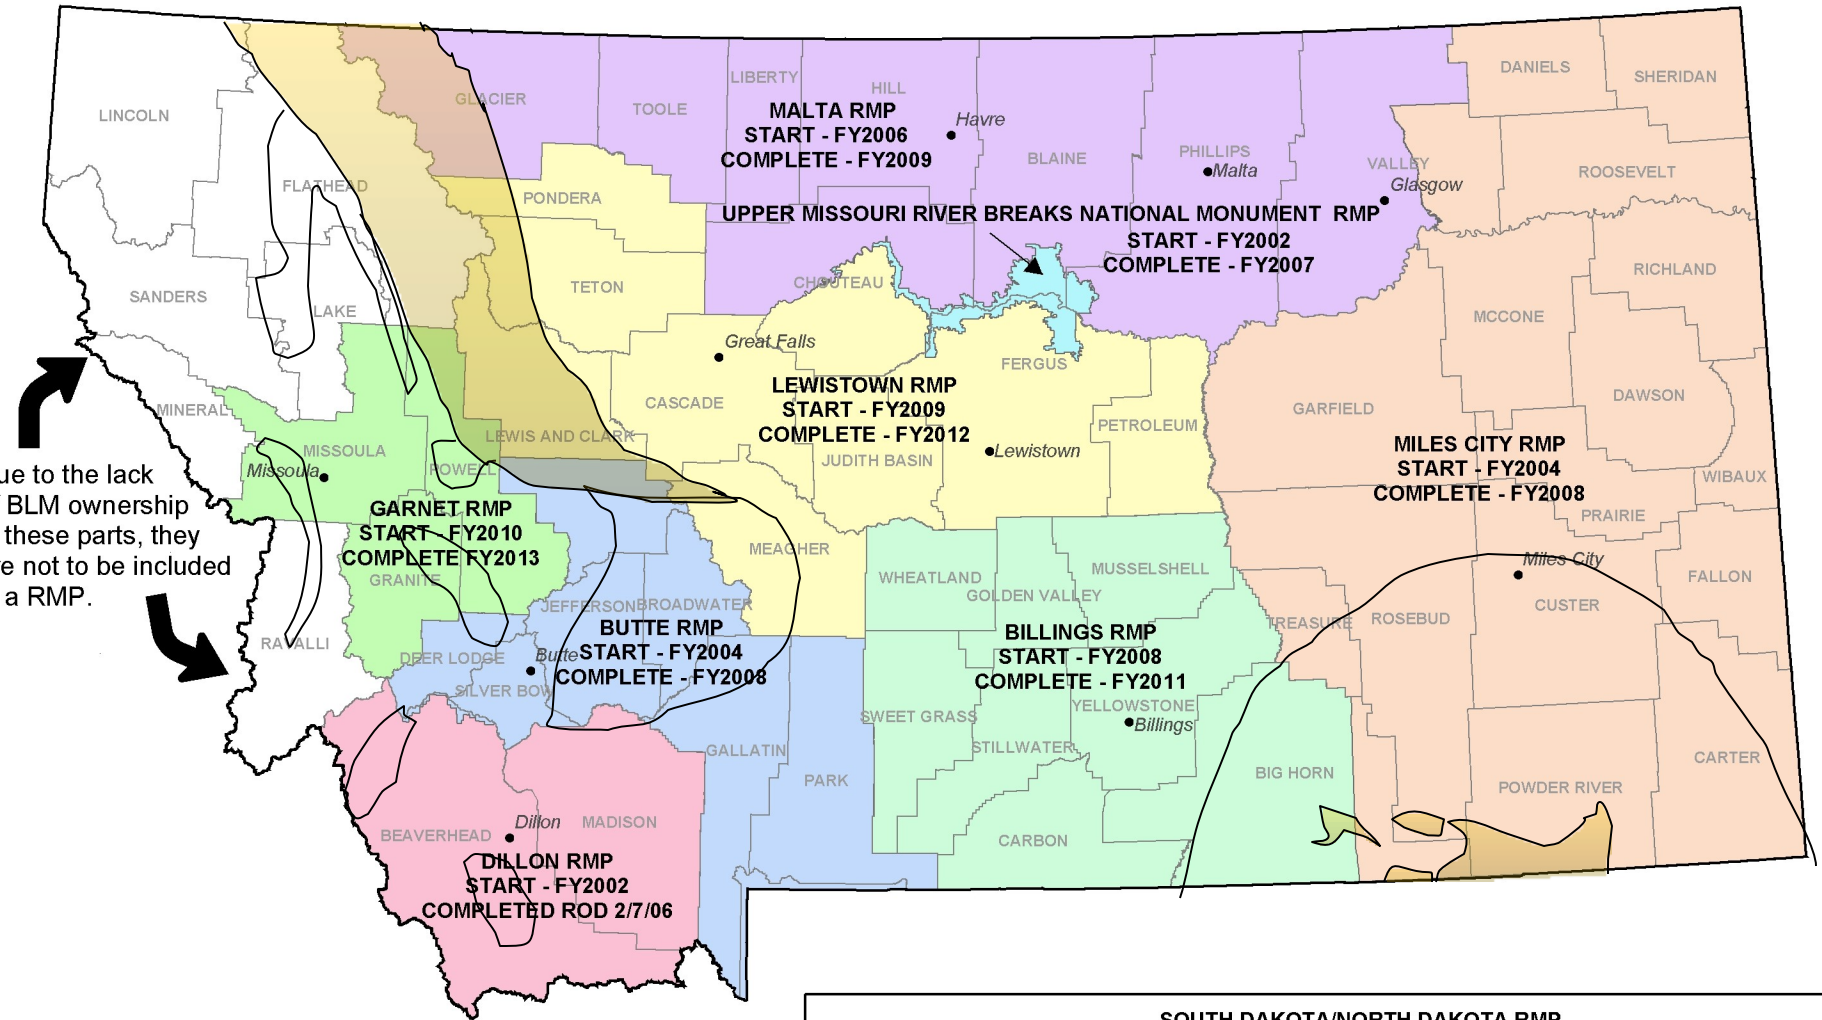 DANIELS
SHERIDAN
LINCOLN
GLACIER
TOOLE
LIBERTY
HILL
MALTA RMP
START - FY2006
COMPLETE - FY2009
Havre
BLAINE
PHILLIPS
Malta
VALLEY
Glasgow
ROOSEVELT
FLATHEAD
PONDERA
UPPER MISSOURI RIVER BREAKS NATIONAL MONUMENT RMP
START - FY2002
COMPLETE - FY2007
RICHLAND
SANDERS
LAKE
TETON
CHOUTEAU
MCCONE
Great Falls
FERGUS
LEWISTOWN RMP
START - FY2009
COMPLETE - FY2012
CASCADE
GARFIELD
DAWSON
MINERAL
LEWIS AND CLARK
PETROLEUM
MISSOULA
Missoula
POWELL
JUDITH BASIN
Lewistown
MILES CITY RMP
START - FY2004
COMPLETE - FY2008
WIBAUX
PRAIRIE
ue to the lack
BLM ownership
these parts, they
e not to be included
a RMP.
GARNET RMP
START - FY2010
COMPLETE FY2013
GRANITE
MEAGHER
WHEATLAND
GOLDEN VALLEY
MUSSELSHELL
Miles City
FALLON
CUSTER
ROSEBUD
TREASURE
RAVALLI
JEFFERSON
BROADWATER
BUTTE RMP
START - FY2004
COMPLETE - FY2008
DEER LODGE
Butte
SILVER BOW
BILLINGS RMP
START - FY2008
COMPLETE - FY2011
SWEET GRASS
YELLOWSTONE
Billings
STILLWATER
GALLATIN
PARK
BIG HORN
CARTER
POWDER RIVER
CARBON
BEAVERHEAD
Dillon
MADISON
DILLON RMP
START - FY2002
COMPLETED ROD 2/7/06
SOUTH DAKOTA/NORTH DAKOTA RMP